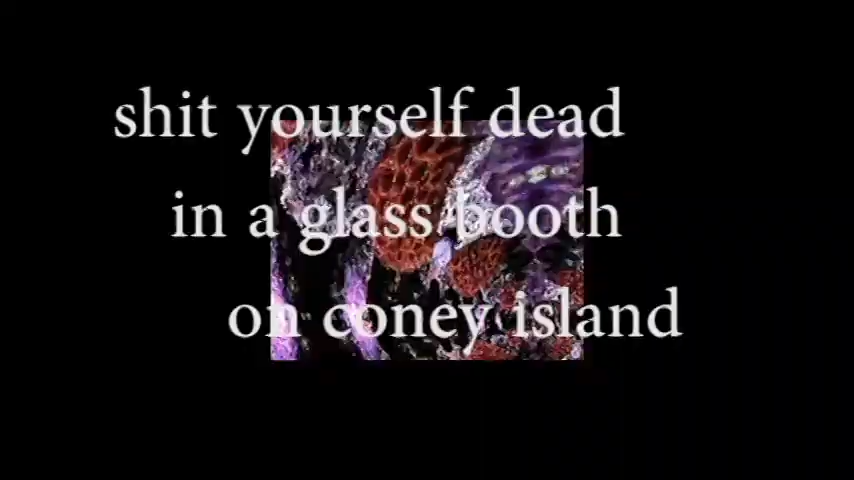 shit yourself dead
in a glass booth
on coney island